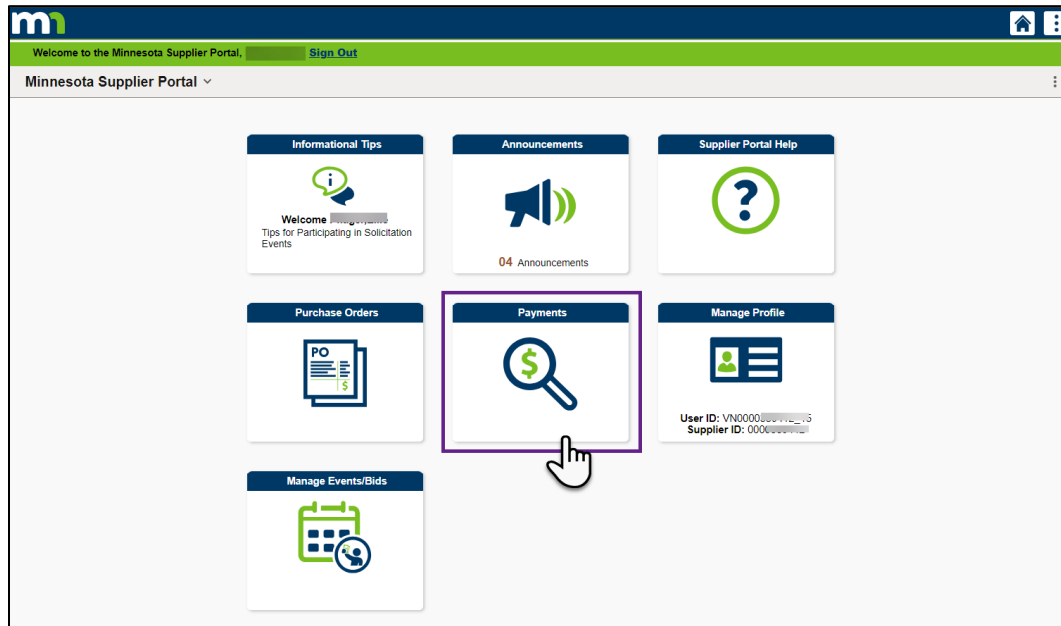 mn
Welcome to the Minnesota Supplier Portal,
Sign Out
Minnesota Supplier Portal
Informational Tips
i
Welcome
Tips for Participating in Solicitation
Events
Announcements
04 Announcements
Supplier Portal Help
?
Purchase Orders
PO
$
Payments
$
Manage Profile
User ID: VN0000
Supplier ID: 000
Manage Events/Bids